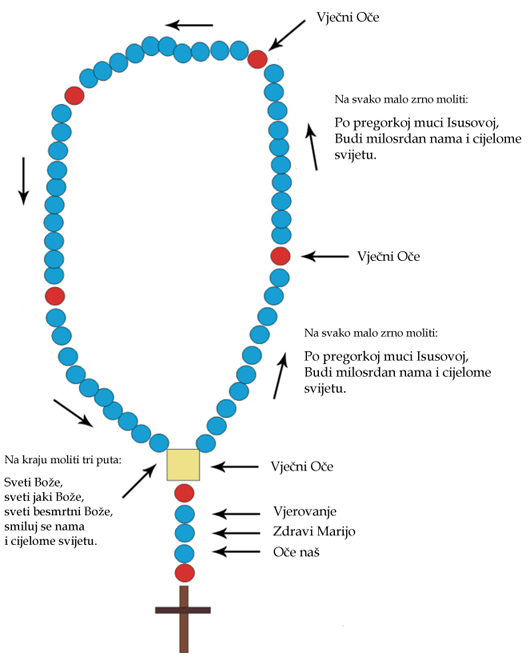 Vječni Oče
Na svako malo zrno moliti:
Po pregorkoj muci Isusovoj,
Budi milosrdan nama i cijelome
svijetu.
Vječni Oče
Na svako malo zrno moliti:
Po pregorkoj muci Isusovoj,
Budi milosrdan nama i cijelome
svijetu.
Na kraju moliti tri puta:
Sveti Bože,
sveti jaki Bože,
sveti besmrtni Bože,
smiluj se nama
i cijelome svijetu.
Vječni Oče
Vjerovanje
Zdravi Marijo
Oče naš